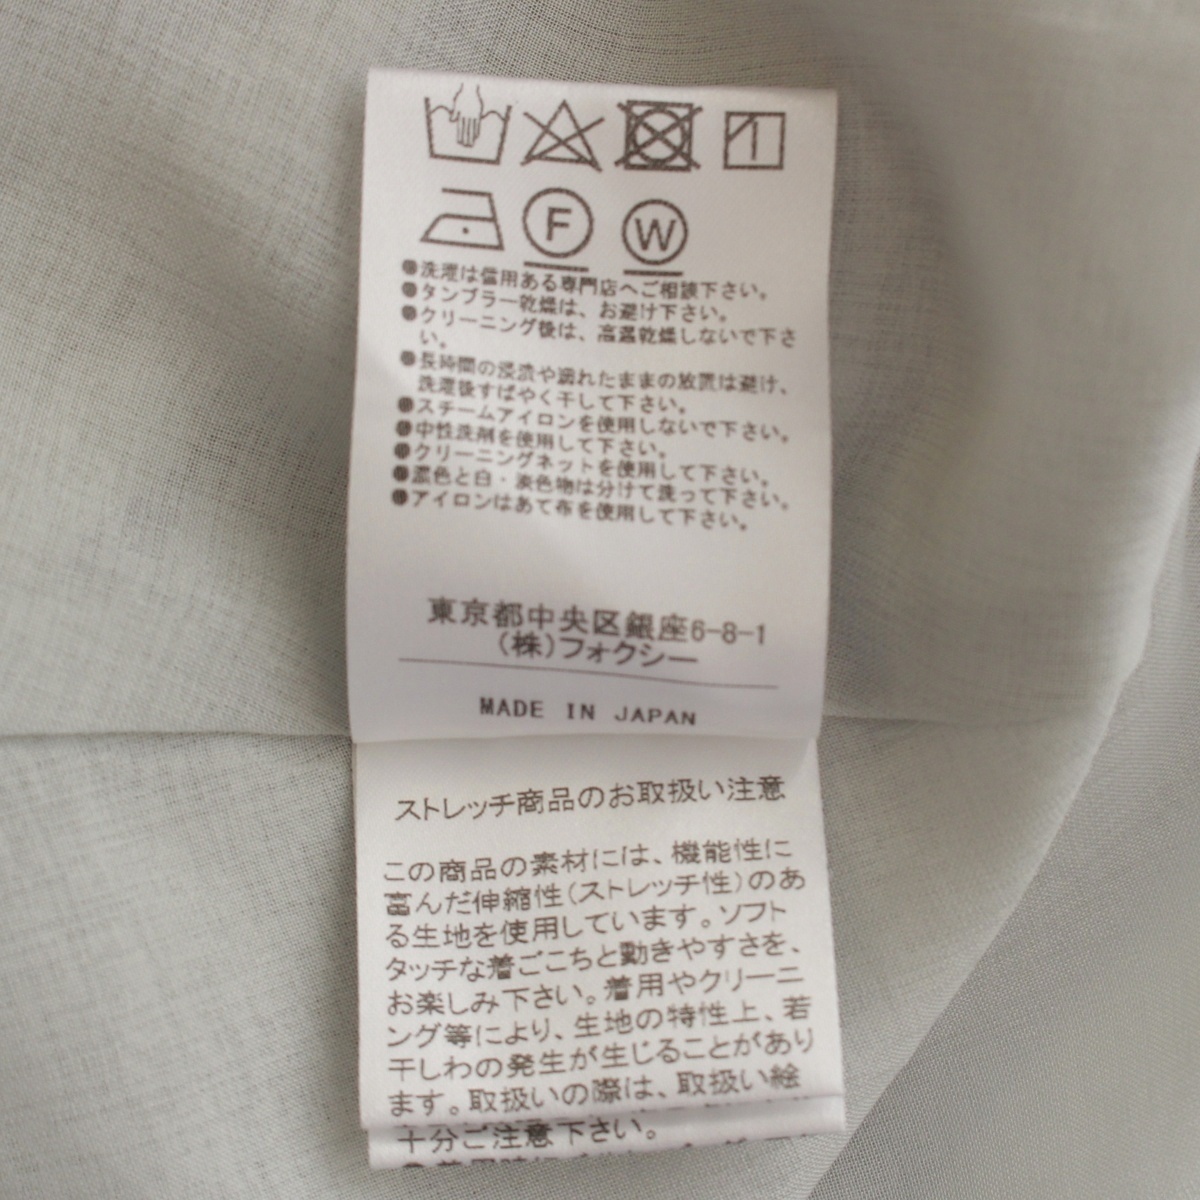 F W
●洗濯は信用ある専門店へご相談下さい。
●タンブラー乾燥は、お避け下さい。
●クリーニング後は、高温乾燥しないで下さ
い。
●長時間の浸漬や濡れたままの放置は避け、
洗濯後すばやく干して下さい。
●スチームアイロンを使用しないで下さい。
●中性洗剤を使用して下さい。
●クリーニングネットを使用して下さい。
●濃色と白・淡色物は分けて洗って下さい。
●アイロンはあて布を使用して下さい。
東京都中央区銀座6-8-1
(株)フォクシー
MADE IN JAPAN
ストレッチ商品のお取扱い注意
この商品の素材には、機能性に
富んだ伸縮性(ストレッチ性)のあ
る生地を使用しています。ソフト
タッチな着ごこちと動きやすさを、
お楽しみ下さい。着用やクリーニ
ング等により、生地の特性上、若
干しわの発生が生じることがあり
ます。取扱いの際は、取扱い絵
十分ご注意下さい。